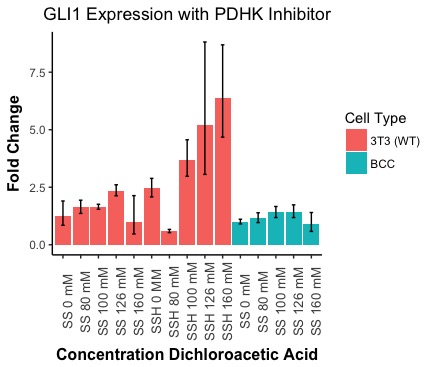 GLI1 Expression with PDHK Inhibitor
Fold Change
7.5
5.0
2.5
0.0
SS 0 mM
SS 80 mM
SS 100 mM
SS 126 mM
SS 160 mM
SSH 0 MM
SSH 80 mM
SSH 100 mM
SSH 126 mM
SSH 160 mM
SS 0 mM
SS 80 mM
SS 100 mM
SS 126 mM
SS 160 mM
Concentration Dichloroacetic Acid
Cell Type
3T3 (WT)
BCC